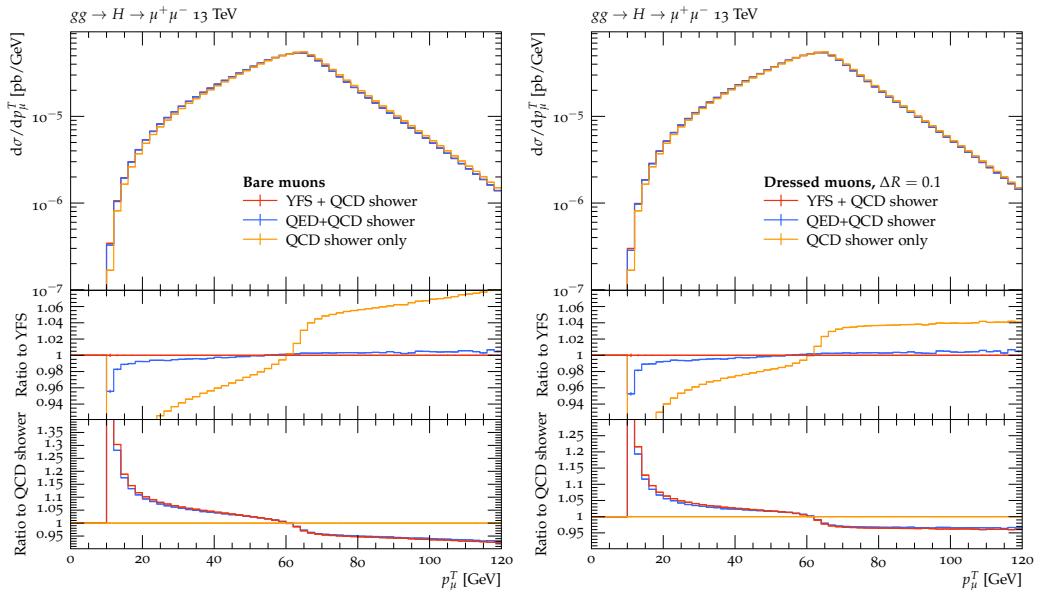 gg → H → μ⁺μ⁻ 13 TeV
dσ/dp_μ^T [pb/GeV]
10⁻⁵
10⁻⁶
10⁻⁷
Bare muons
YFS + QCD shower
QED+QCD shower
QCD shower only
Ratio to YFS
1.06
1.04
1.02
1
0.98
0.96
0.94
Ratio to QCD shower
1.35
1.3
1.25
1.2
1.15
1.1
1.05
1
0.95
0 20 40 60 80 100 120
p_μ^T [GeV]
gg → H → μ⁺μ⁻ 13 TeV
dσ/dp_μ^T [pb/GeV]
10⁻⁵
10⁻⁶
10⁻⁷
Dressed muons, ΔR = 0.1
YFS + QCD shower
QED+QCD shower
QCD shower only
Ratio to YFS
1.06
1.04
1.02
1
0.98
0.96
0.94
Ratio to QCD shower
1.25
1.2
1.15
1.1
1.05
1
0.95
0 20 40 60 80 100 120
p_μ^T [GeV]